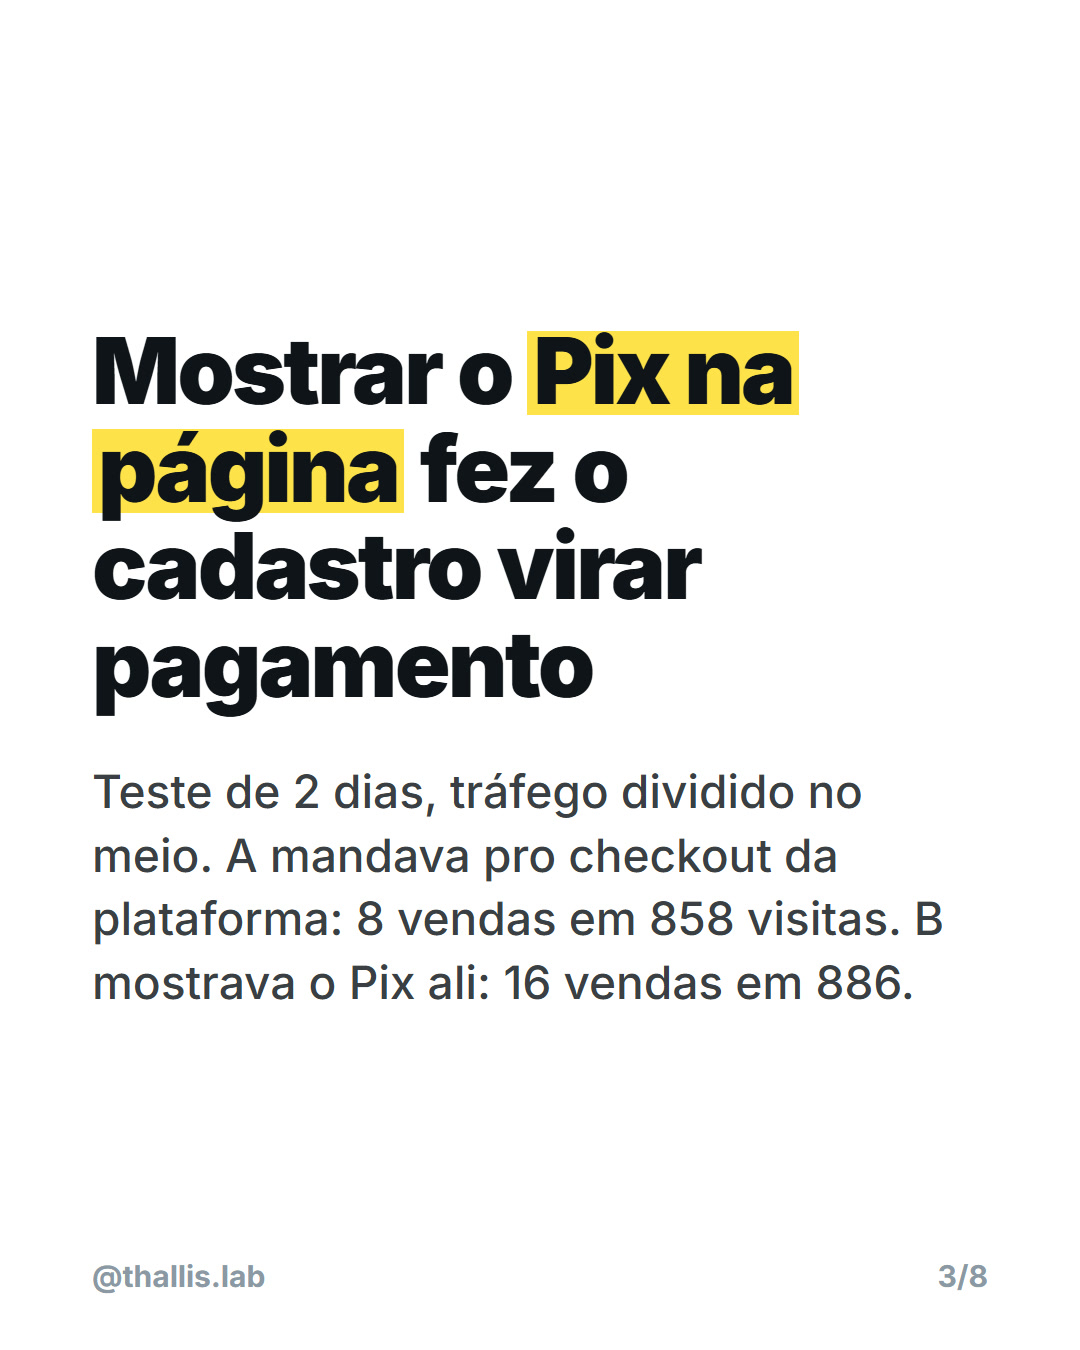 Mostrar o Pix na
página fez o
cadastro virar
pagamento
Teste de 2 dias, tráfego dividido no
meio. A mandava pro checkout da
plataforma: 8 vendas em 858 visitas. B
mostrava o Pix ali: 16 vendas em 886.
@thallis.lab
3/8